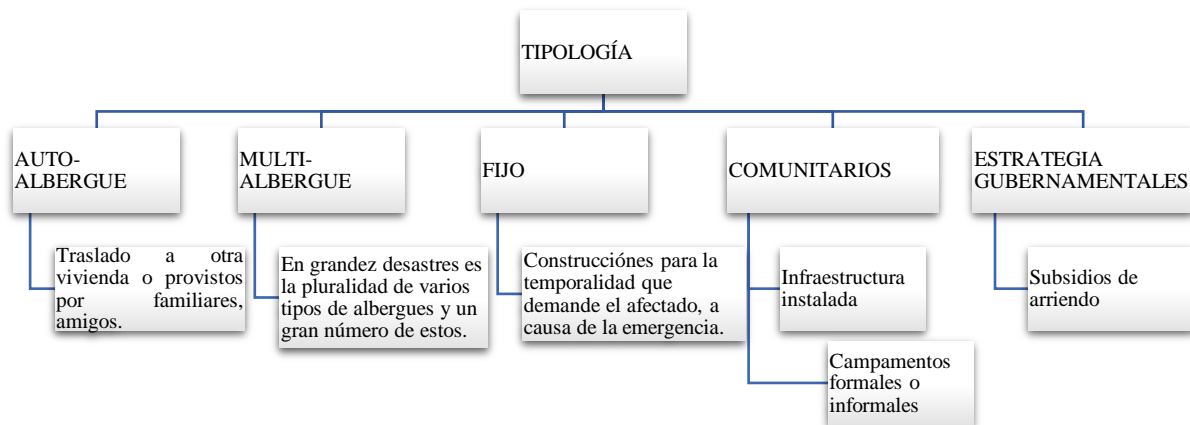 TIPOLOGÍA
AUTO-
ALBERGUE
Traslado a otra
vivienda o provistos
por familiares,
amigos.
MULTI-
ALBERGUE
En grandez desastres es
la pluralidad de varios
tipos de albergues y un
gran número de estos.
FIJO
Construcciónes para la
temporalidad que
demande el afectado, a
causa de la emergencia.
COMUNITARIOS
Infraestructura
instalada
Campamentos
formales o
informales
ESTRATEGIA
GUBERNAMENTALES
Subsidios de
arriendo